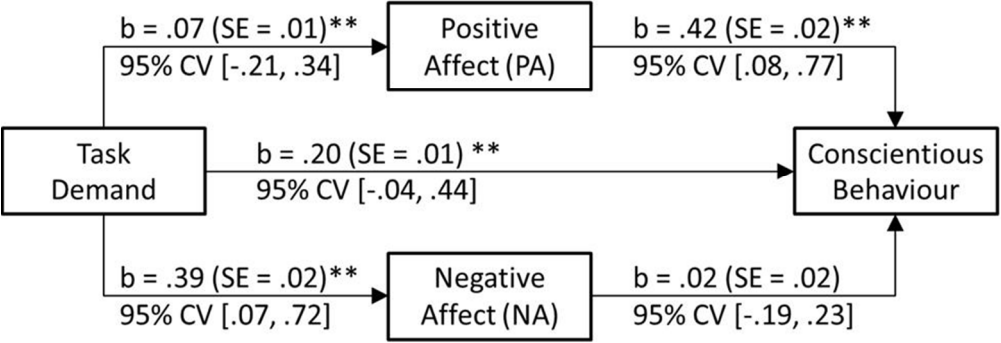 b = .07 (SE = .01)**
95% CV [-.21, .34]
Positive
Affect (PA)
b = .42 (SE = .02)**
95% CV [.08, .77]
Task
Demand
b = .20 (SE = .01) **
95% CV [-.04, .44]
Conscientious
Behaviour
b = .39 (SE = .02)**
95% CV [.07, .72]
Negative
Affect (NA)
b = .02 (SE = .02)
95% CV [-.19, .23]